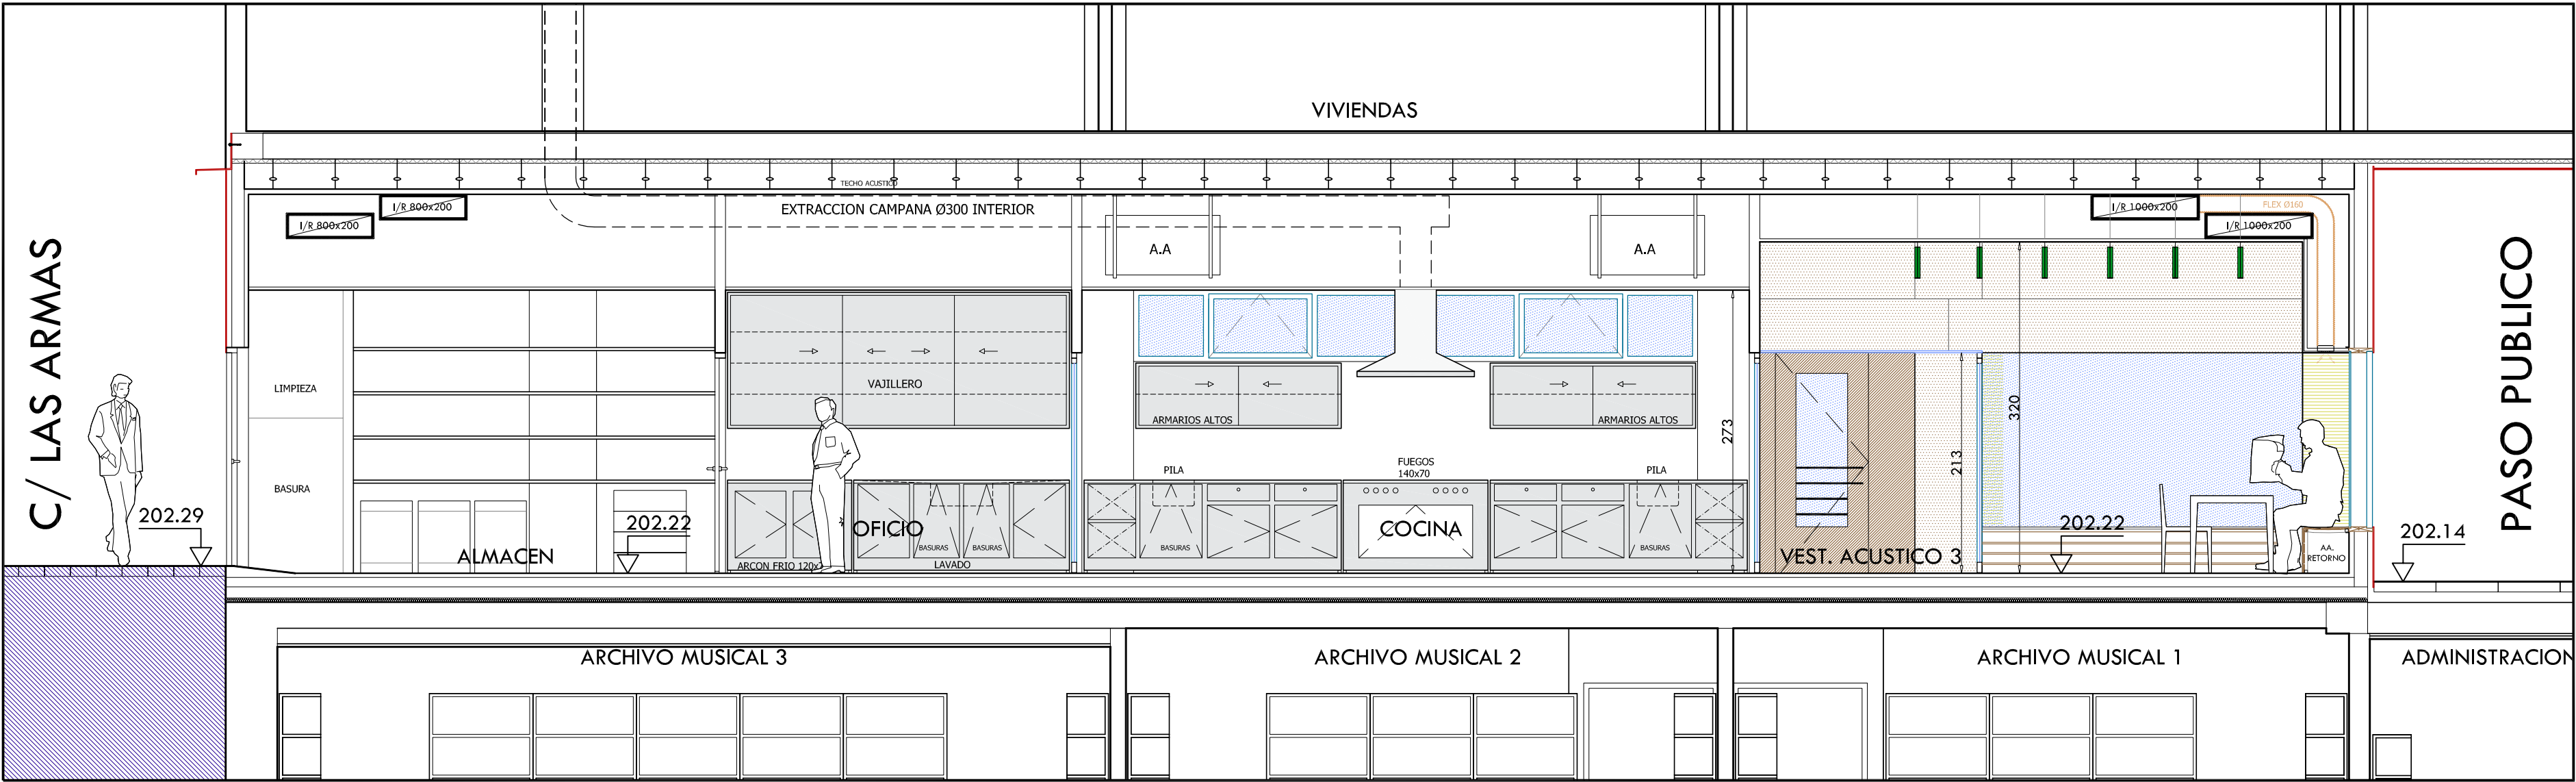 VIVIENDAS
TECHO ACUSTICO
EXTRACCION CAMPANA Ø300 INTERIOR
I/R 800x200
I/R 800x200
A.A
A.A
I/R 1000x200
I/R 1000x200
FLEX Ø160
C/ LAS ARMAS
PASO PUBLICO
LIMPIEZA
BASURA
VAJILLERO
ARMARIOS ALTOS
ARMARIOS ALTOS
273
213
320
PILA
FUEGOS
140x70
PILA
202.29
202.22
OFICIO
COCINA
202.22
202.14
ALMACEN
BASURAS
BASURAS
BASURAS
BASURAS
VEST. ACUSTICO 3
AA.
RETORNO
ARCON FRIO 120x
LAVADO
ARCHIVO MUSICAL 3
ARCHIVO MUSICAL 2
ARCHIVO MUSICAL 1
ADMINISTRACION